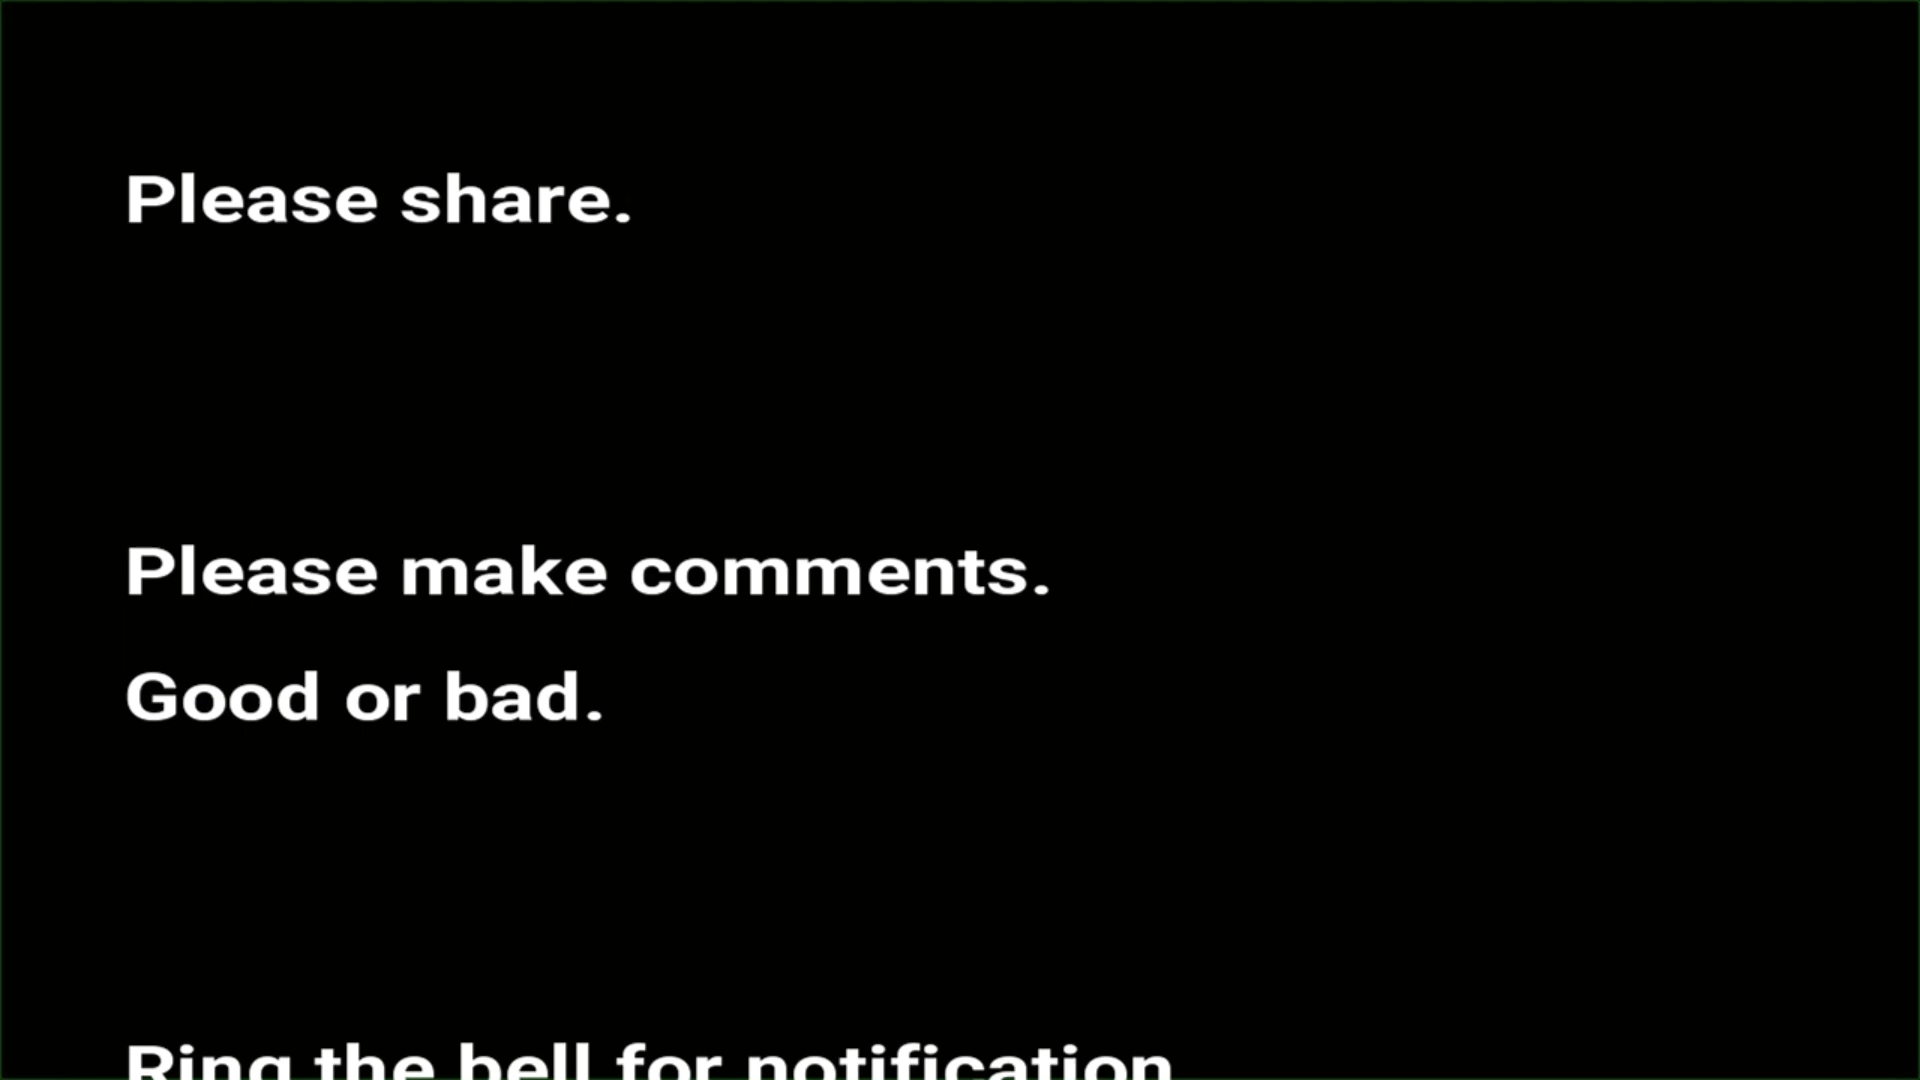 Please share.
Please make comments.
Good or bad.
Ring the bell for notification